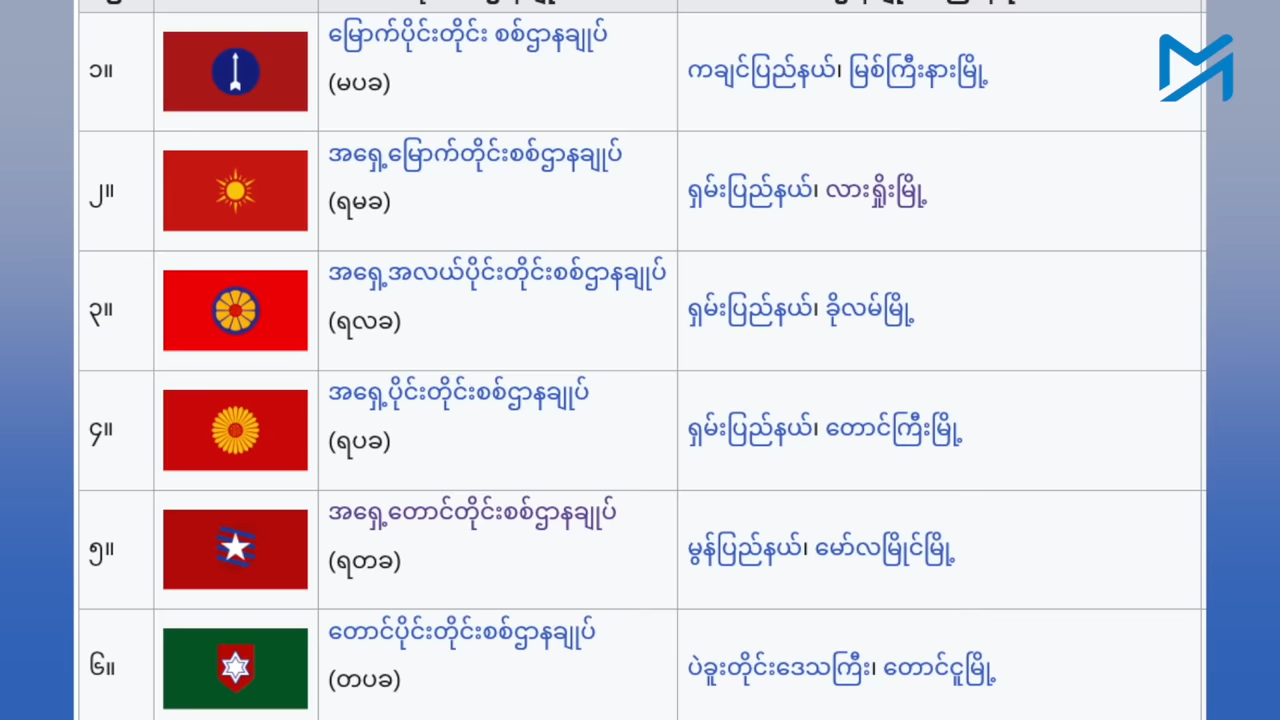 ၁။
မြောက်ပိုင်းတိုင်း စစ်ဌာနချုပ်
(မပခ)
ကချင်ပြည်နယ်၊ မြစ်ကြီးနားမြို့
၂။
အရှေ့မြောက်တိုင်းစစ်ဌာနချုပ်
(ရမခ)
ရှမ်းပြည်နယ်၊ လားရှိုးမြို့
၃။
အရှေ့အလယ်ပိုင်းတိုင်းစစ်ဌာနချုပ်
(ရလခ)
ရှမ်းပြည်နယ်၊ ခိုလမ်မြို့
၄။
အရှေ့ပိုင်းတိုင်းစစ်ဌာနချုပ်
(ရပခ)
ရှမ်းပြည်နယ်၊ တောင်ကြီးမြို့
၅။
အရှေ့တောင်တိုင်းစစ်ဌာနချုပ်
(ရတခ)
မွန်ပြည်နယ်၊ မော်လမြိုင်မြို့
၆။
တောင်ပိုင်းတိုင်းစစ်ဌာနချုပ်
(တပခ)
ပဲခူးတိုင်းဒေသကြီး၊ တောင်ငူမြို့